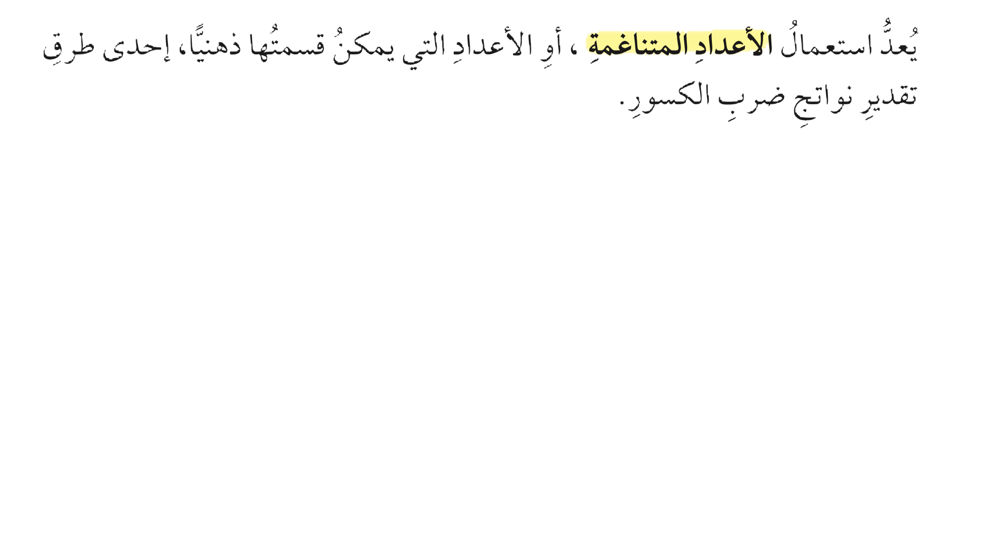 يُعدُّ استعمالُ الأعدادِ المتناغمةِ ، أوِ الأعدادِ التي يمكنُ قسمتُها ذهنيًّا، إحدى طرقِ
تقديرِ نواتجِ ضربِ الكسورِ.